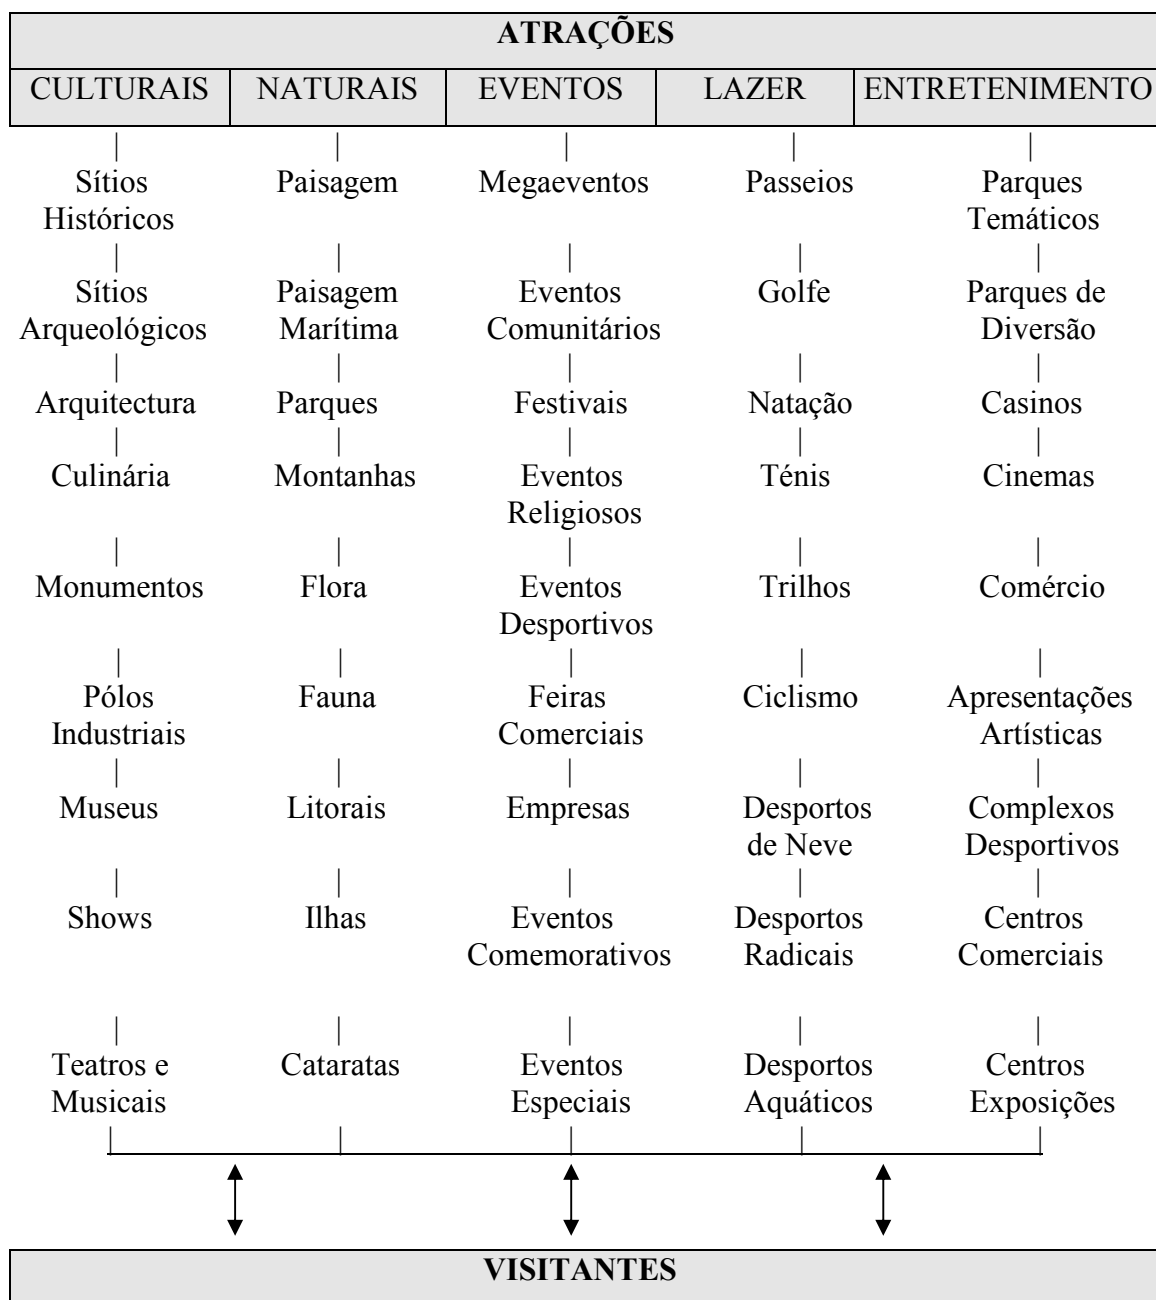 ATRAÇÕES
CULTURAIS NATURAIS EVENTOS LAZER ENTRETENIMENTO
Sítios Paisagem Megaeventos Passeios Parques
Históricos Temáticos
Sítios Paisagem Eventos Golfe Parques de
Arqueológicos Marítima Comunitários Diversão
Arquitectura Parques Festivais Natação Casinos
Culinária Montanhas Eventos Ténis Cinemas
Religiosos
Monumentos Flora Eventos Trilhos Comércio
Desportivos
Pólos Fauna Feiras Ciclismo Apresentações
Industriais Comerciais Artísticas
Museus Litorais Empresas Desportos Complexos
de Neve Desportivos
Shows Ilhas Eventos Desportos Centros
Comemorativos Radicais Comerciais
Teatros e Cataratas Eventos Desportos Centros
Musicais Especiais Aquáticos Exposições
VISITANTES